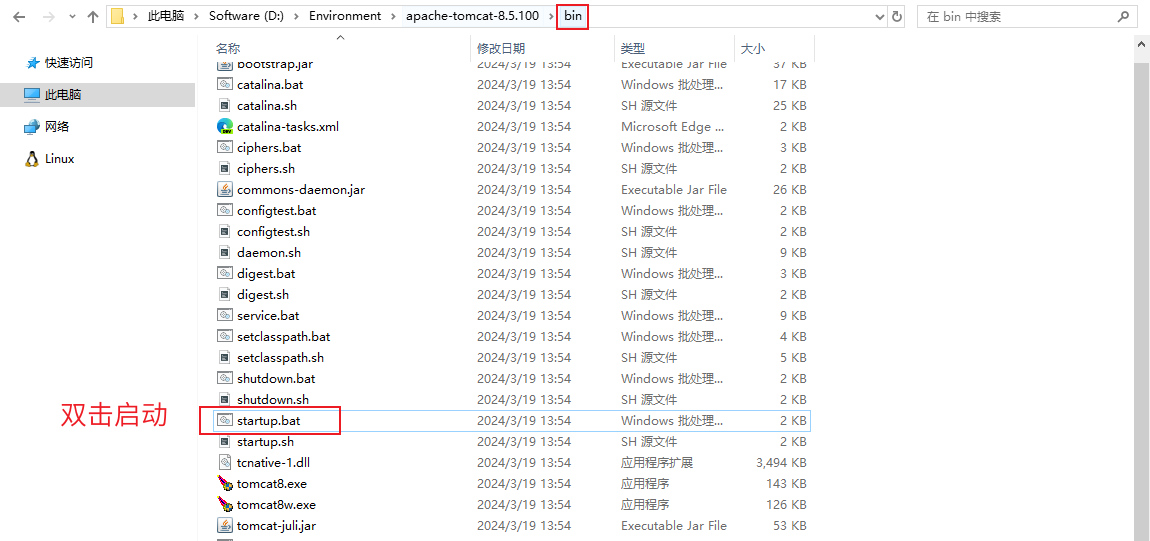 此电脑 > Software (D:) > Environment > apache-tomcat-8.5.100 > bin
在 bin 中搜索
名称 修改日期 类型 大小
快速访问
此电脑
网络
Linux
bootstrap.jar 2024/3/19 13:54 Executable Jar File 37 KB
catalina.bat 2024/3/19 13:54 Windows 批处理... 17 KB
catalina.sh 2024/3/19 13:54 SH 源文件 25 KB
catalina-tasks.xml 2024/3/19 13:54 Microsoft Edge ... 2 KB
ciphers.bat 2024/3/19 13:54 Windows 批处理... 3 KB
ciphers.sh 2024/3/19 13:54 SH 源文件 2 KB
commons-daemon.jar 2024/3/19 13:54 Executable Jar File 26 KB
configtest.bat 2024/3/19 13:54 Windows 批处理... 2 KB
configtest.sh 2024/3/19 13:54 SH 源文件 2 KB
daemon.sh 2024/3/19 13:54 SH 源文件 9 KB
digest.bat 2024/3/19 13:54 Windows 批处理... 3 KB
digest.sh 2024/3/19 13:54 SH 源文件 2 KB
service.bat 2024/3/19 13:54 Windows 批处理... 9 KB
setclasspath.bat 2024/3/19 13:54 Windows 批处理... 4 KB
setclasspath.sh 2024/3/19 13:54 SH 源文件 5 KB
shutdown.bat 2024/3/19 13:54 Windows 批处理... 2 KB
shutdown.sh 2024/3/19 13:54 SH 源文件 2 KB
双击启动
startup.bat 2024/3/19 13:54 Windows 批处理... 2 KB
startup.sh 2024/3/19 13:54 SH 源文件 2 KB
tcnative-1.dll 2024/3/19 13:54 应用程序扩展 3,494 KB
tomcat8.exe 2024/3/19 13:54 应用程序 143 KB
tomcat8w.exe 2024/3/19 13:54 应用程序 126 KB
tomcat-juli.jar 2024/3/19 13:54 Executable Jar File 53 KB